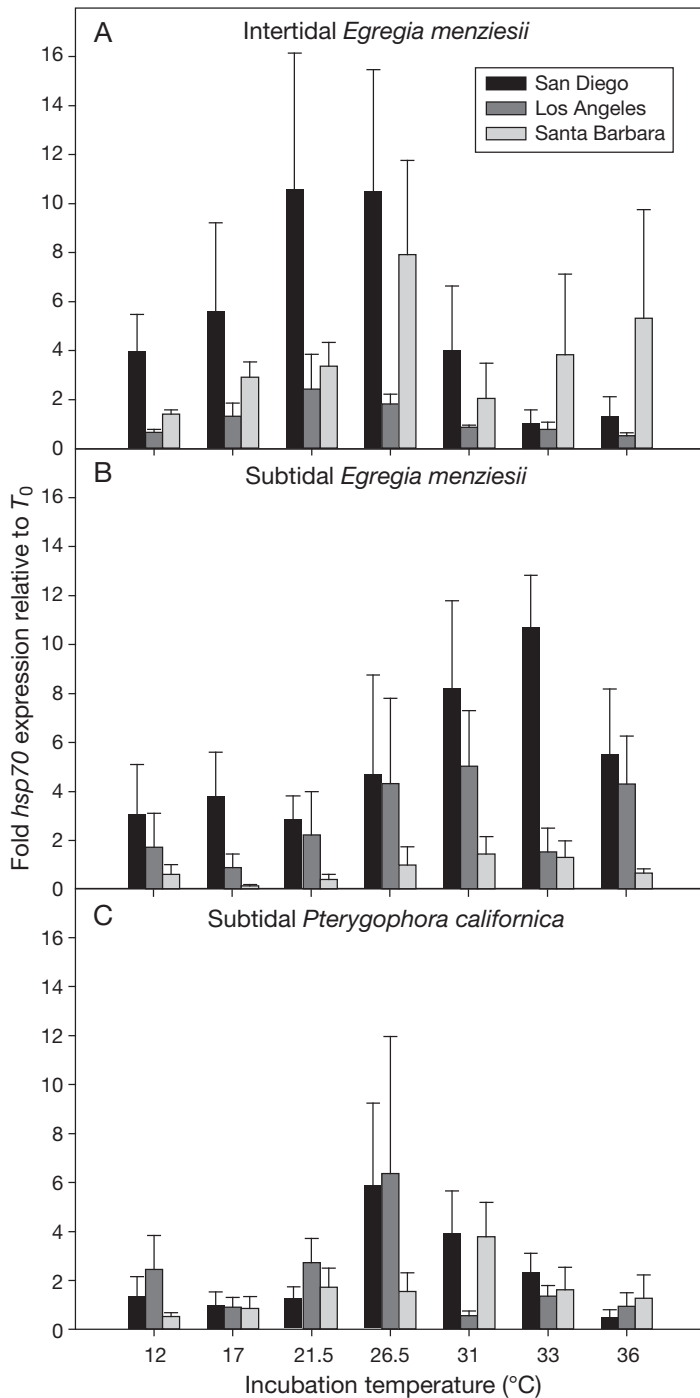 A
Intertidal Egregia menziesii
San Diego
Los Angeles
Santa Barbara
16
14
12
10
8
6
4
2
0
B
Subtidal Egregia menziesii
16
14
12
10
8
6
4
2
0
C
Subtidal Pterygophora californica
16
14
12
10
8
6
4
2
0
Fold hsp70 expression relative to T0
12 17 21.5 26.5 31 33 36
Incubation temperature (°C)